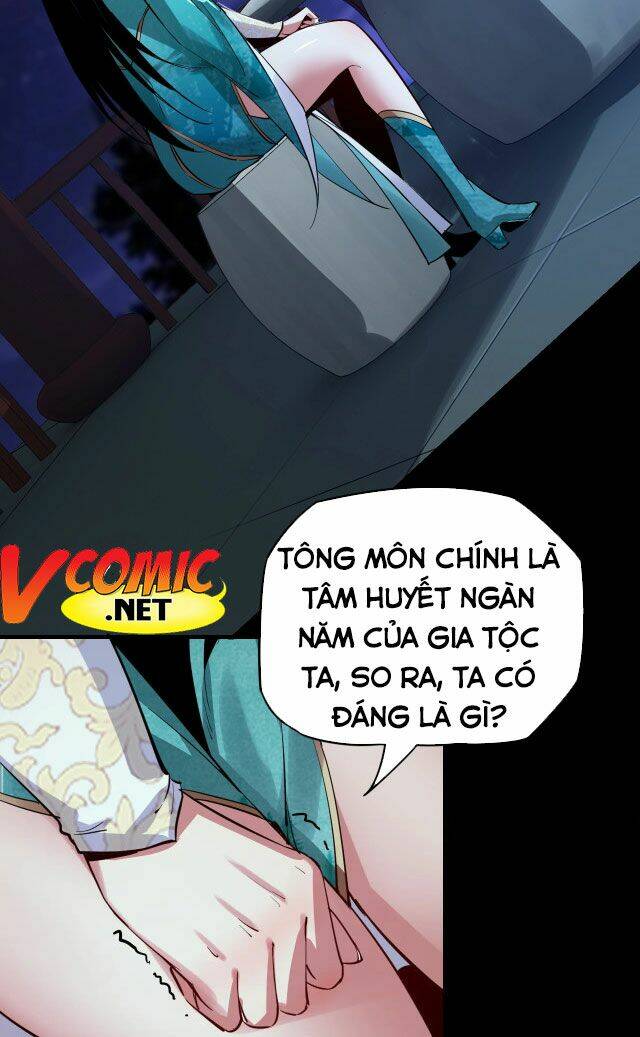 VCOMIC
.NET
TÔNG MÔN CHÍNH LÀ
TÂM HUYẾT NGÀN
NĂM CỦA GIA TỘC
TA, SO RA, TA CÓ
ĐÁNG LÀ GÌ?